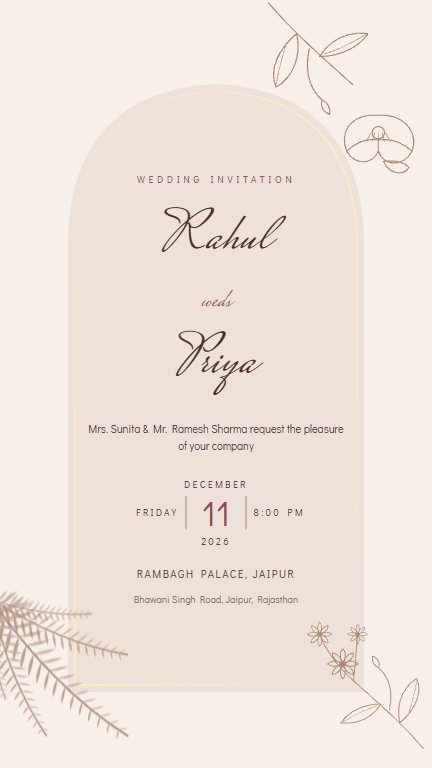 WEDDING INVITATION
Rahul
weds
Priya
Mrs. Sunita & Mr. Ramesh Sharma request the pleasure
of your company
DECEMBER
FRIDAY 11 8:00 PM
2026
RAMBAGH PALACE, JAIPUR
Bhawani Singh Road, Jaipur, Rajasthan